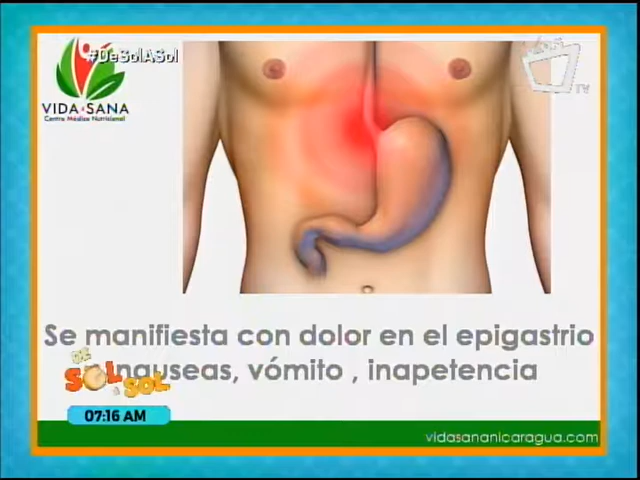 #DeSolASol
VIDA SANA
Centro Médico Nutricional
TV
Se manifiesta con dolor en el epigastrio
nauseas, vómito , inapetencia
DE
SOL
A
SOL
07:16 AM
vidasananicaragua.com